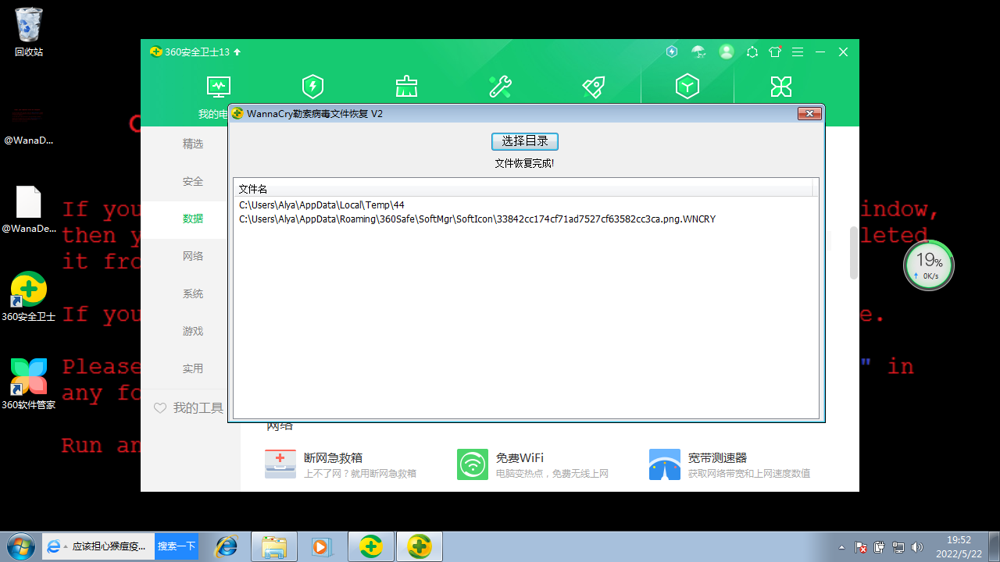 回收站
@WanaD...
@WanaDe...
360安全卫士
360软件管家
If you
then y
it fro
If you
Please
any fo
Run an
indow,
leted
e.
" in
360安全卫士13
我的电
精选
安全
数据
网络
系统
游戏
实用
我的工具
WannaCry勒索病毒文件恢复 V2
选择目录
文件恢复完成!
文件名
C:\Users\Alya\AppData\Local\Temp\44
C:\Users\Alya\AppData\Roaming\360Safe\SoftMgr\SoftIcon\33842cc174cf71ad7527cf63582cc3ca.png.WNCRY
网络
断网急救箱
上不了网？就用断网急救箱
免费WiFi
电脑变热点，免费无线上网
宽带测速器
获取网络带宽和上网速度数值
19%
0K/s
应该担心猴痘疫...
搜索一下
19:52
2022/5/22